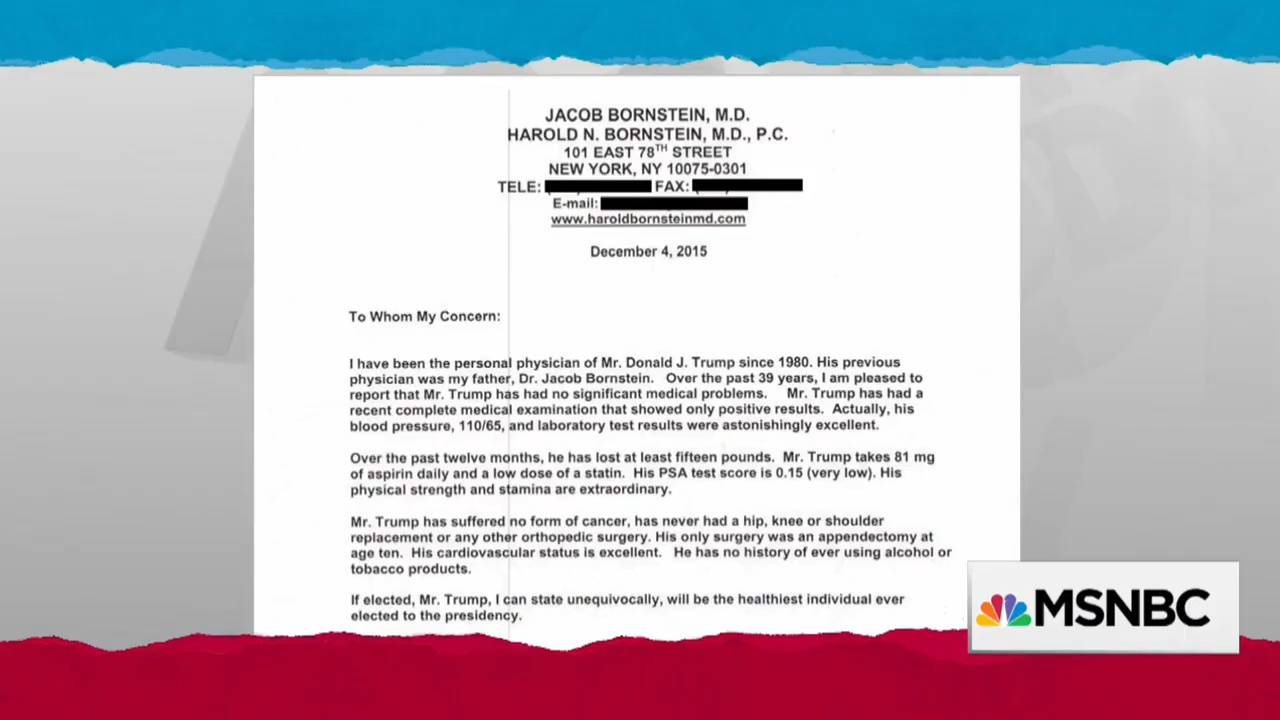 JACOB BORNSTEIN, M.D.
HAROLD N. BORNSTEIN, M.D., P.C.
101 EAST 78TH STREET
NEW YORK, NY 10075-0301
TELE: FAX:
E-mail:
www.haroldbornsteinmd.com
December 4, 2015
To Whom My Concern:
I have been the personal physician of Mr. Donald J. Trump since 1980. His previous
physician was my father, Dr. Jacob Bornstein. Over the past 39 years, I am pleased to
report that Mr. Trump has had no significant medical problems. Mr. Trump has had a
recent complete medical examination that showed only positive results. Actually, his
blood pressure, 110/65, and laboratory test results were astonishingly excellent.
Over the past twelve months, he has lost at least fifteen pounds. Mr. Trump takes 81 mg
of aspirin daily and a low dose of a statin. His PSA test score is 0.15 (very low). His
physical strength and stamina are extraordinary.
Mr. Trump has suffered no form of cancer, has never had a hip, knee or shoulder
replacement or any other orthopedic surgery. His only surgery was an appendectomy at
age ten. His cardiovascular status is excellent. He has no history of ever using alcohol or
tobacco products.
If elected, Mr. Trump, I can state unequivocally, will be the healthiest individual ever
elected to the presidency.
MSNBC